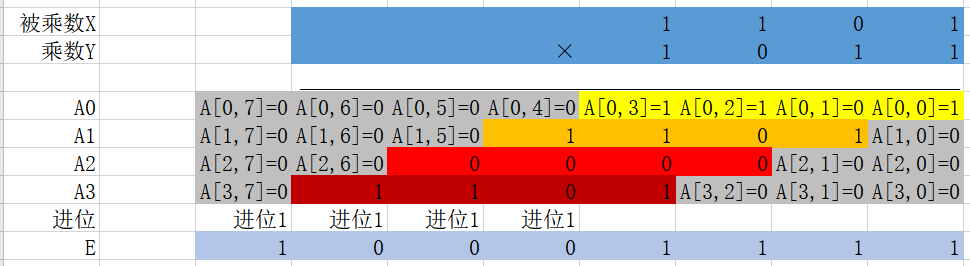 被乘数X 1 1 0 1
乘数Y × 1 0 1 1
A0 A[0,7]=0 A[0,6]=0 A[0,5]=0 A[0,4]=0 A[0,3]=1 A[0,2]=1 A[0,1]=0 A[0,0]=1
A1 A[1,7]=0 A[1,6]=0 A[1,5]=0 1 1 0 1 A[1,0]=0
A2 A[2,7]=0 A[2,6]=0 0 0 0 0 A[2,1]=0 A[2,0]=0
A3 A[3,7]=0 1 1 0 1 A[3,2]=0 A[3,1]=0 A[3,0]=0
进位 进位1 进位1 进位1 进位1
E 1 0 0 0 1 1 1 1